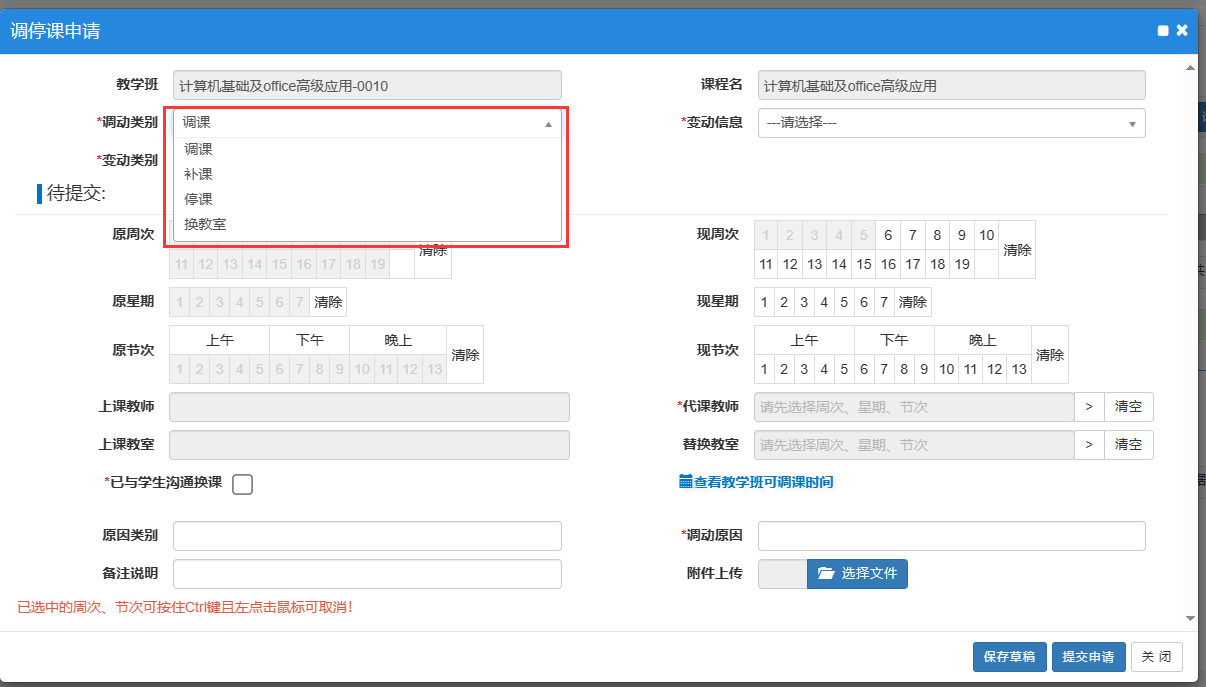 调停课申请
教学班 计算机基础及office高级应用-0010 课程名 计算机基础及office高级应用
*调动类别 调课 *变动信息 ---请选择---
调课
*变动类别
补课
待提交:
停课
换教室
原周次 现周次 1 2 3 4 5 6 7 8 9 10 清除
11 12 13 14 15 16 17 18 19 清除 11 12 13 14 15 16 17 18 19
原星期 1 2 3 4 5 6 7 清除 现星期 1 2 3 4 5 6 7 清除
原节次 上午 下午 晚上 清除 现节次 上午 下午 晚上 清除
1 2 3 4 5 6 7 8 9 10 11 12 13 1 2 3 4 5 6 7 8 9 10 11 12 13
上课教师 *代课教师 请先选择周次、星期、节次 > 清空
上课教室 替换教室 请先选择周次、星期、节次 > 清空
*已与学生沟通换课 查看教学班可调课时间
原因类别 *调动原因
备注说明 附件上传 选择文件
已选中的周次、节次可按住Ctrl键且左点击鼠标可取消!
保存草稿 提交申请 关 闭